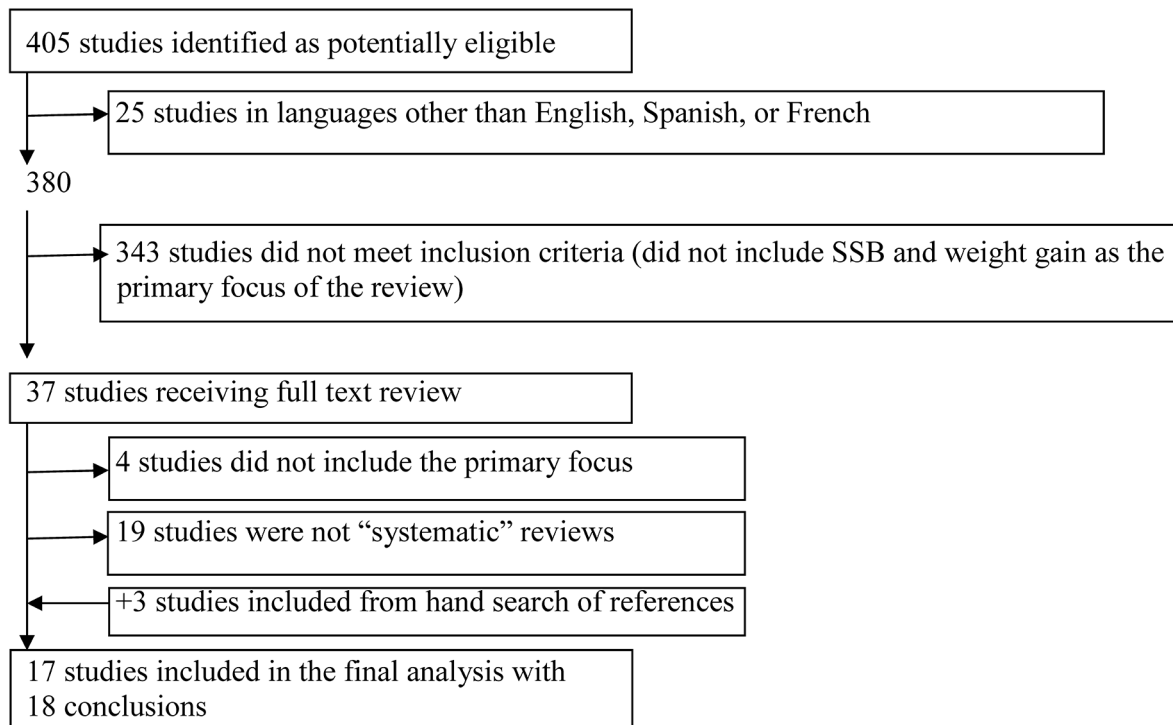 405 studies identified as potentially eligible
25 studies in languages other than English, Spanish, or French
380
343 studies did not meet inclusion criteria (did not include SSB and weight gain as the
primary focus of the review)
37 studies receiving full text review
4 studies did not include the primary focus
19 studies were not “systematic” reviews
+3 studies included from hand search of references
17 studies included in the final analysis with
18 conclusions